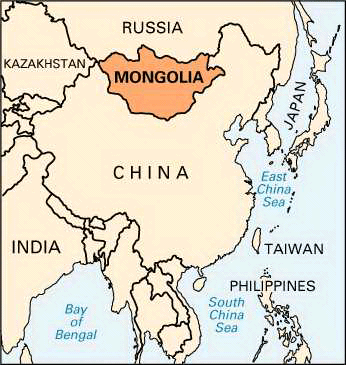 RUSSIA
KAZAKHSTAN
MONGOLIA
JAPAN
CHINA
East
China
Sea
INDIA
TAIWAN
PHILIPPINES
Bay
of
Bengal
South
China
Sea